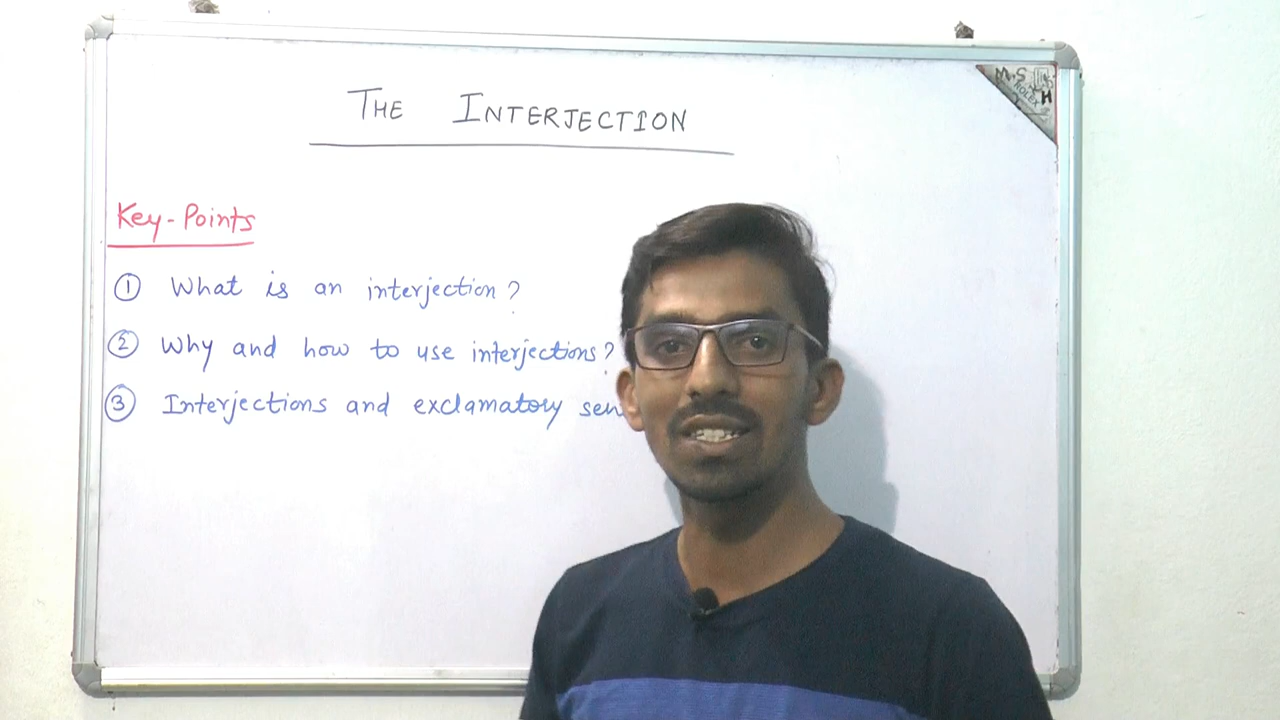 THE INTERJECTION
Key-Points
① What is an interjection?
② Why and how to use interjections?
③ Interjections and exclamatory sen